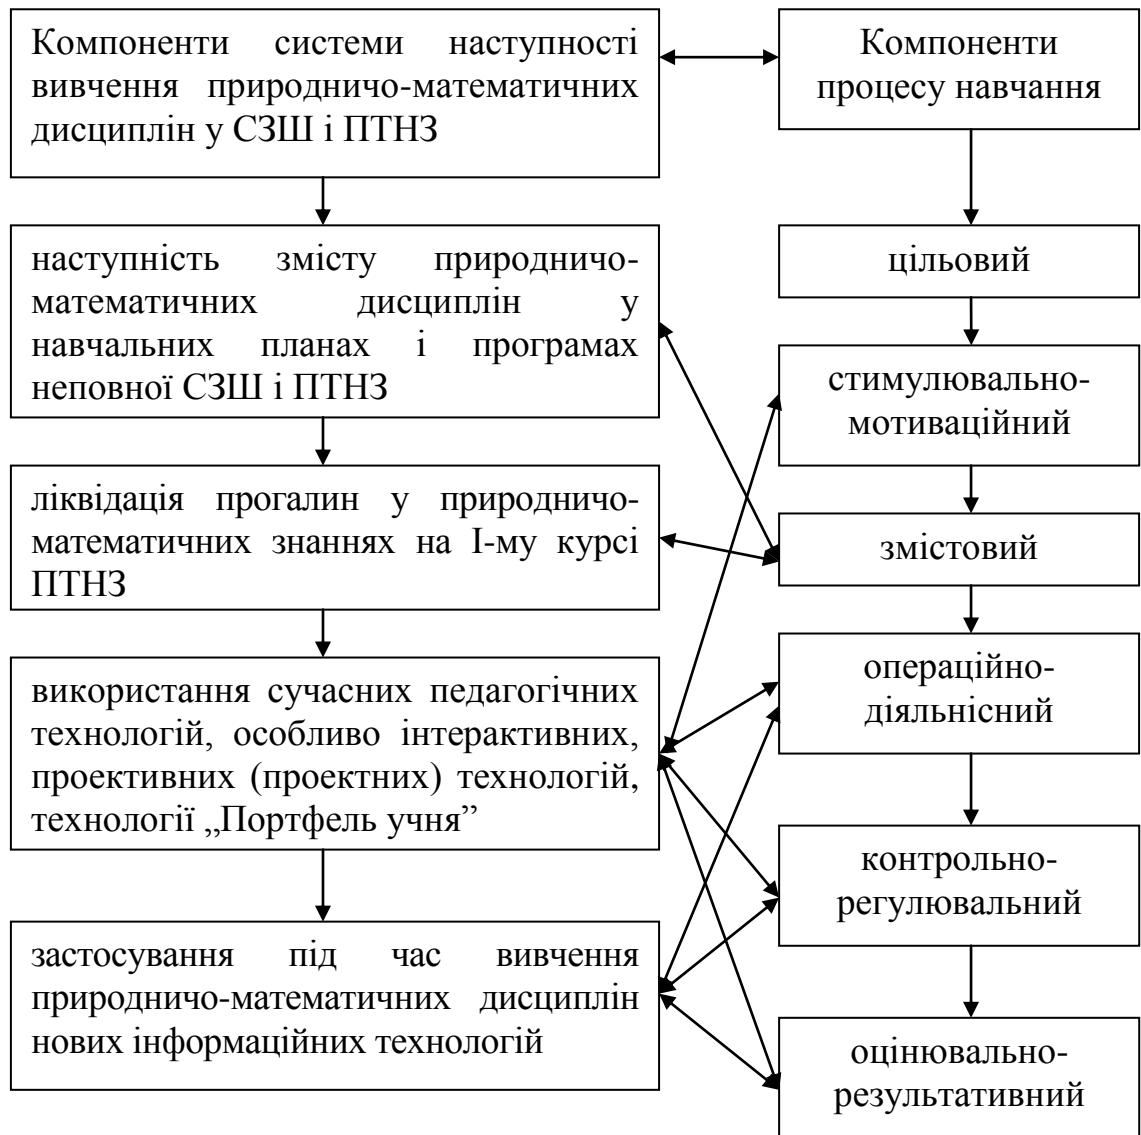 Компоненти системи наступності
вивчення природничо-математичних
дисциплін у СЗШ і ПТНЗ
наступність змісту природничо-
математичних дисциплін у
навчальних планах і програмах
неповної СЗШ і ПТНЗ
ліквідація прогалин у природничо-
математичних знаннях на І-му курсі
ПТНЗ
використання сучасних педагогічних
технологій, особливо інтерактивних,
проективних (проектних) технологій,
технології „Портфель учня”
застосування під час вивчення
природничо-математичних дисциплін
нових інформаційних технологій
Компоненти
процесу навчання
цільовий
стимулювально-
мотиваційний
змістовий
операційно-
діяльнісний
контрольно-
регулювальний
оцінювально-
результативний